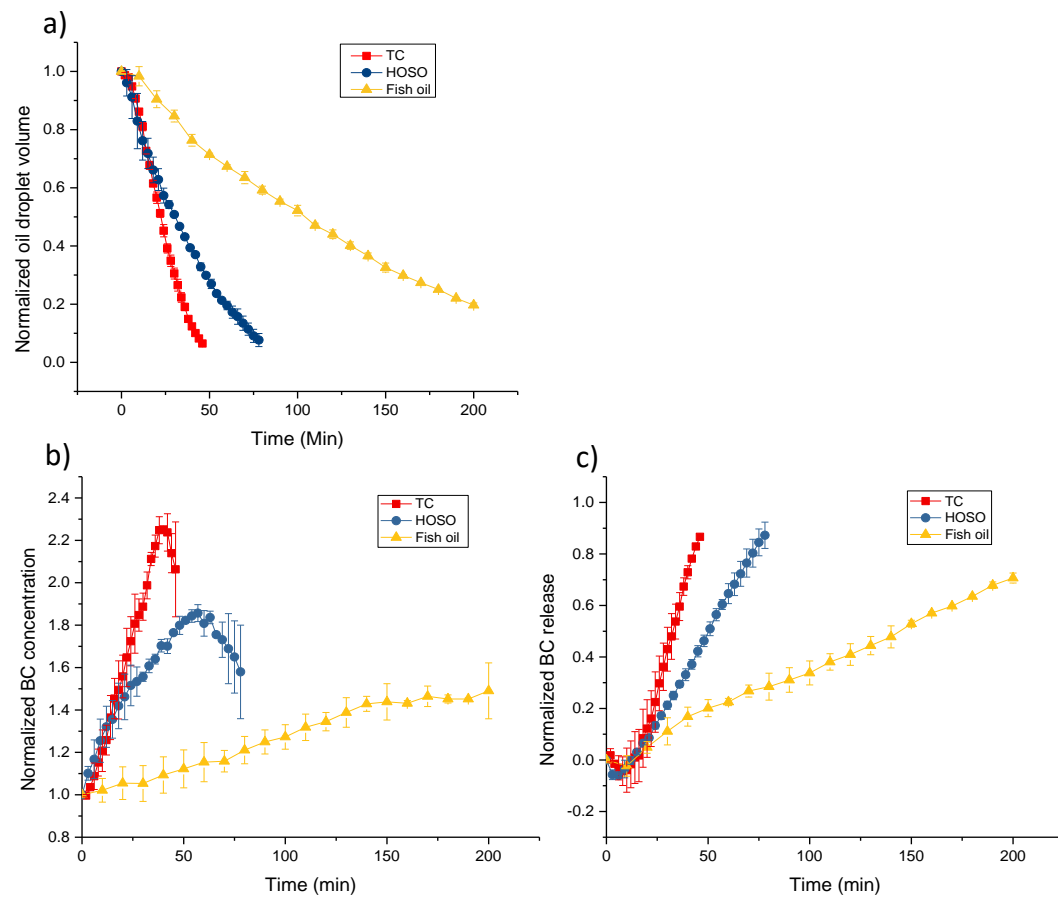 a)
TC
HOSO
Fish oil
1.0
0.8
0.6
0.4
0.2
0.0
Normalized oil droplet volume
0 50 100 150 200
Time (Min)
b)
TC
HOSO
Fish oil
2.4
2.2
2.0
1.8
1.6
1.4
1.2
1.0
0.8
Normalized BC concentration
0 50 100 150 200
Time (min)
c)
TC
HOSO
Fish oil
1.0
0.8
0.6
0.4
0.2
0.0
-0.2
Normalized BC release
0 50 100 150 200
Time (min)